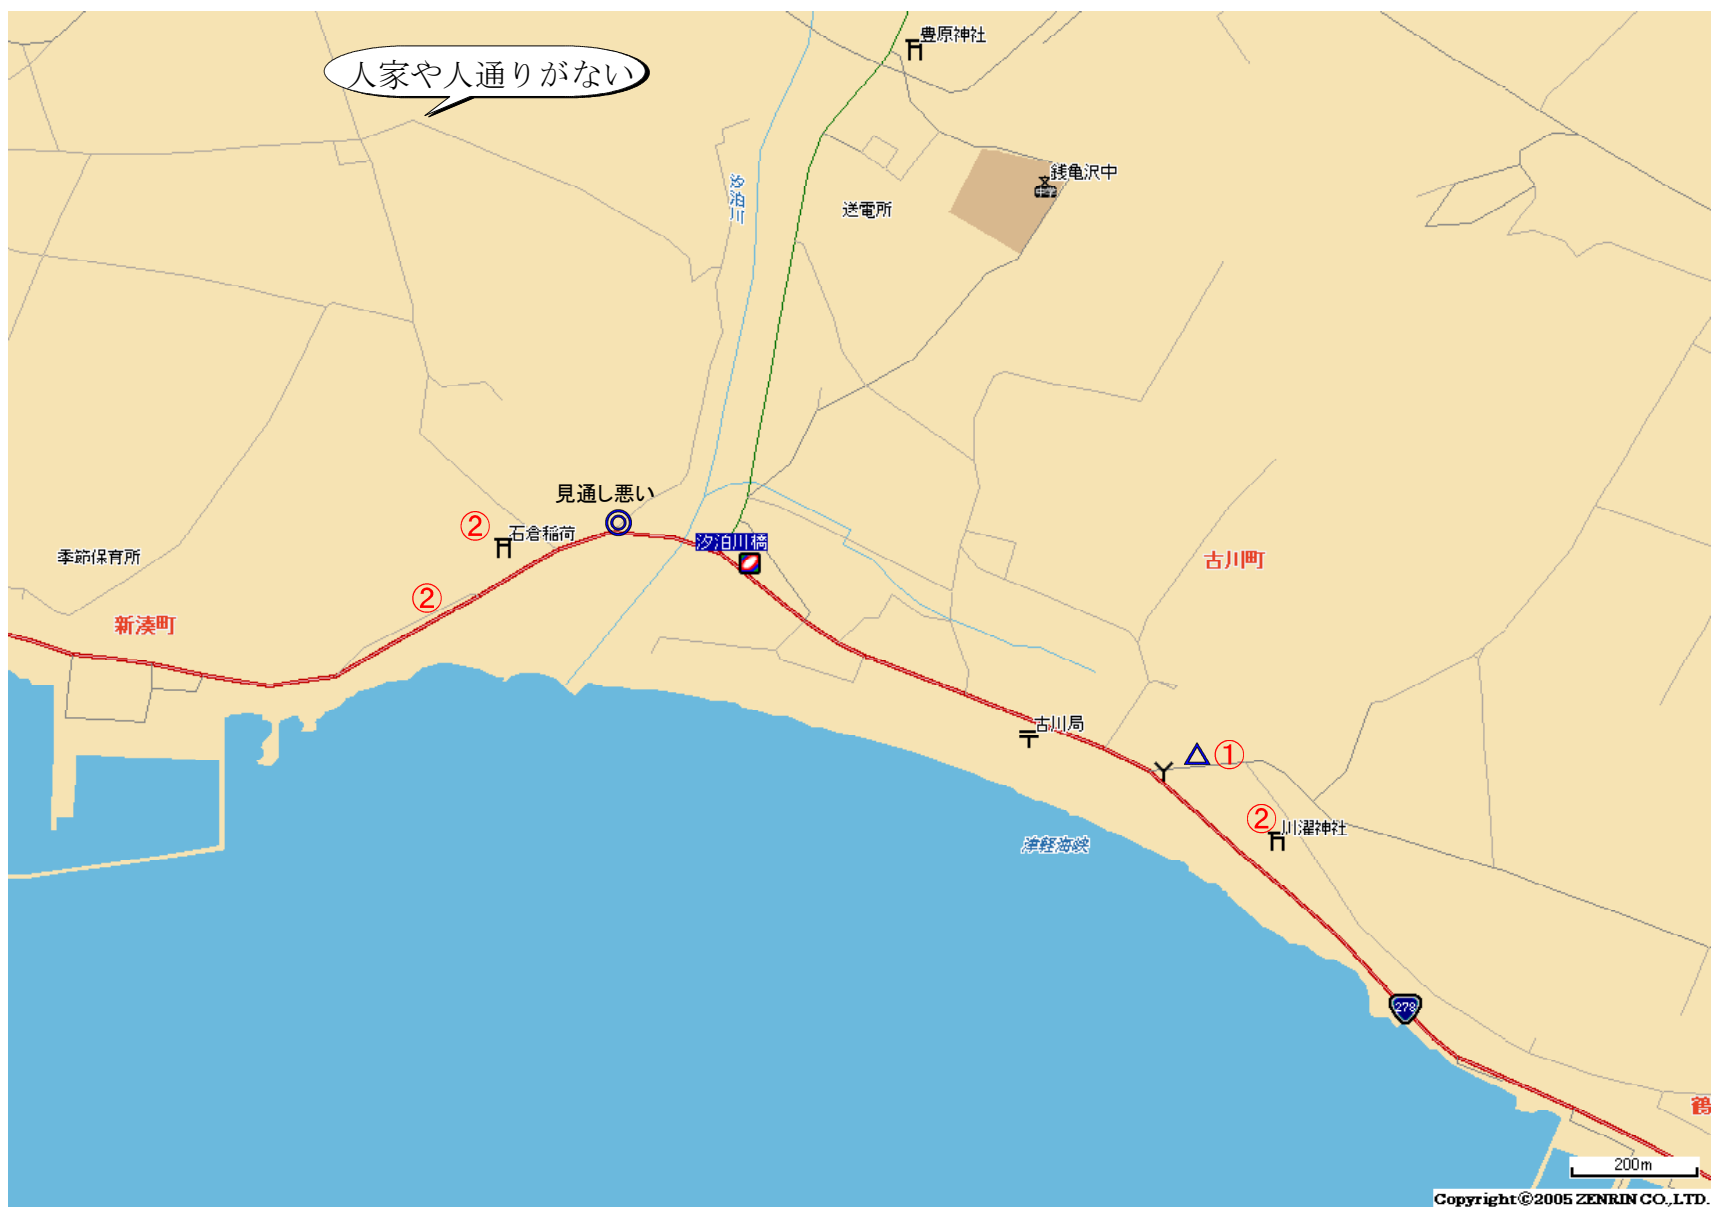 豊原神社
人家や人通りがない
銭亀沢中
汐泊川
送電所
見通し悪い
② 石倉稲荷
汐泊川橋
季節保育所
古川町
②
新湊町
古川局
①
②
川濯神社
津軽海峡
278
鶴
200m
Copyright©2005 ZENRIN CO.,LTD.